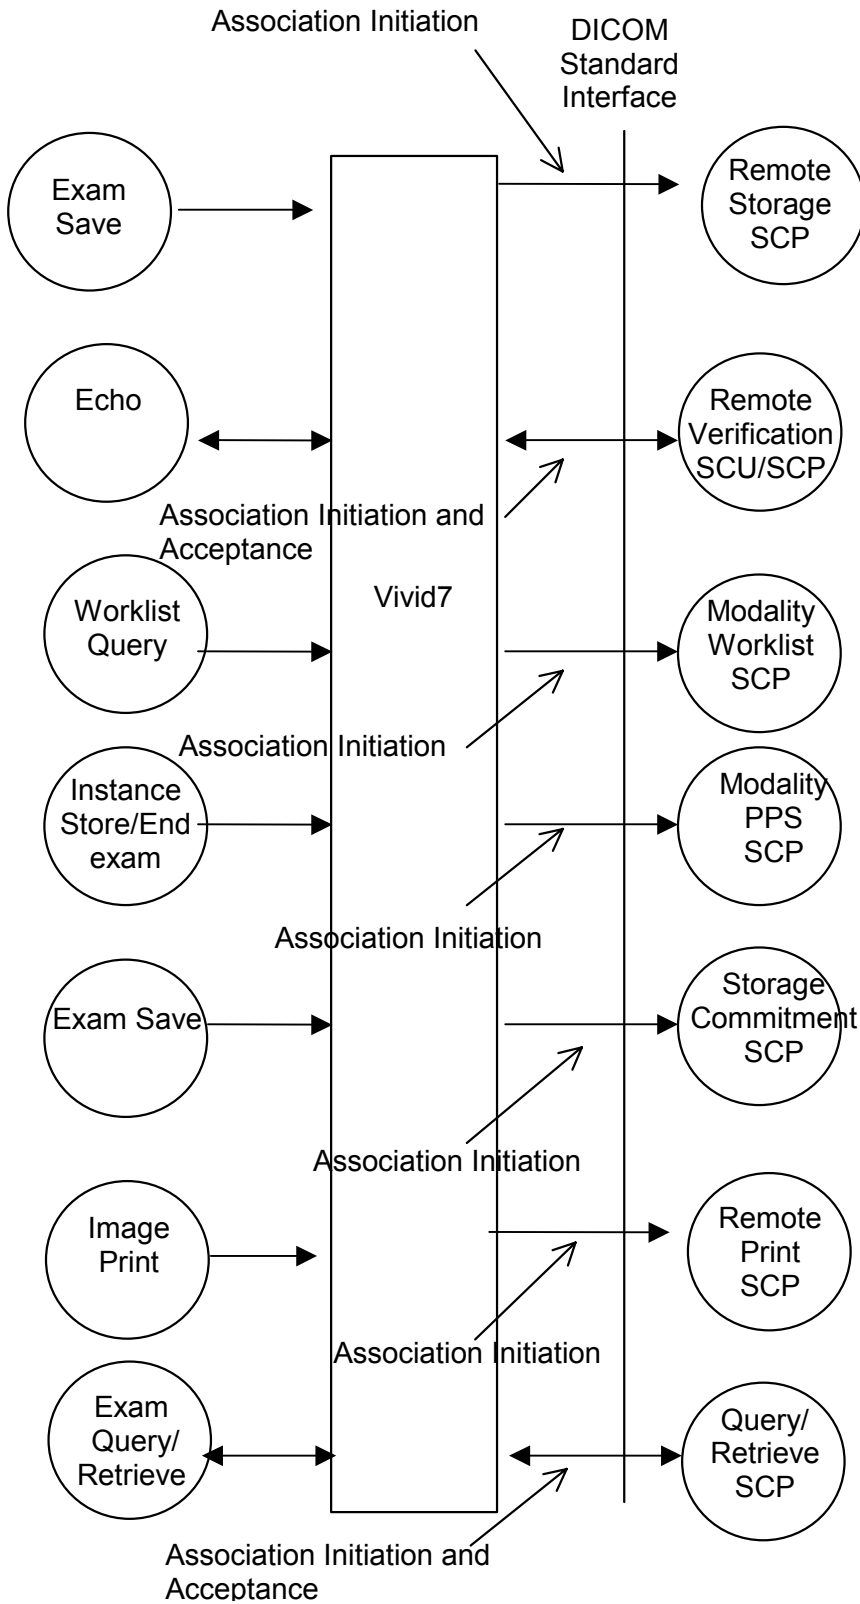 Association Initiation
DICOM
Standard
Interface
Exam
Save
Remote
Storage
SCP
Echo
Remote
Verification
SCU/SCP
Association Initiation and
Acceptance
Vivid7
Worklist
Query
Modality
Worklist
SCP
Association Initiation
Instance
Store/End
exam
Modality
PPS
SCP
Association Initiation
Exam Save
Storage
Commitment
SCP
Association Initiation
Image
Print
Remote
Print
SCP
Association Initiation
Exam
Query/
Retrieve
Query/
Retrieve
SCP
Association Initiation and
Acceptance